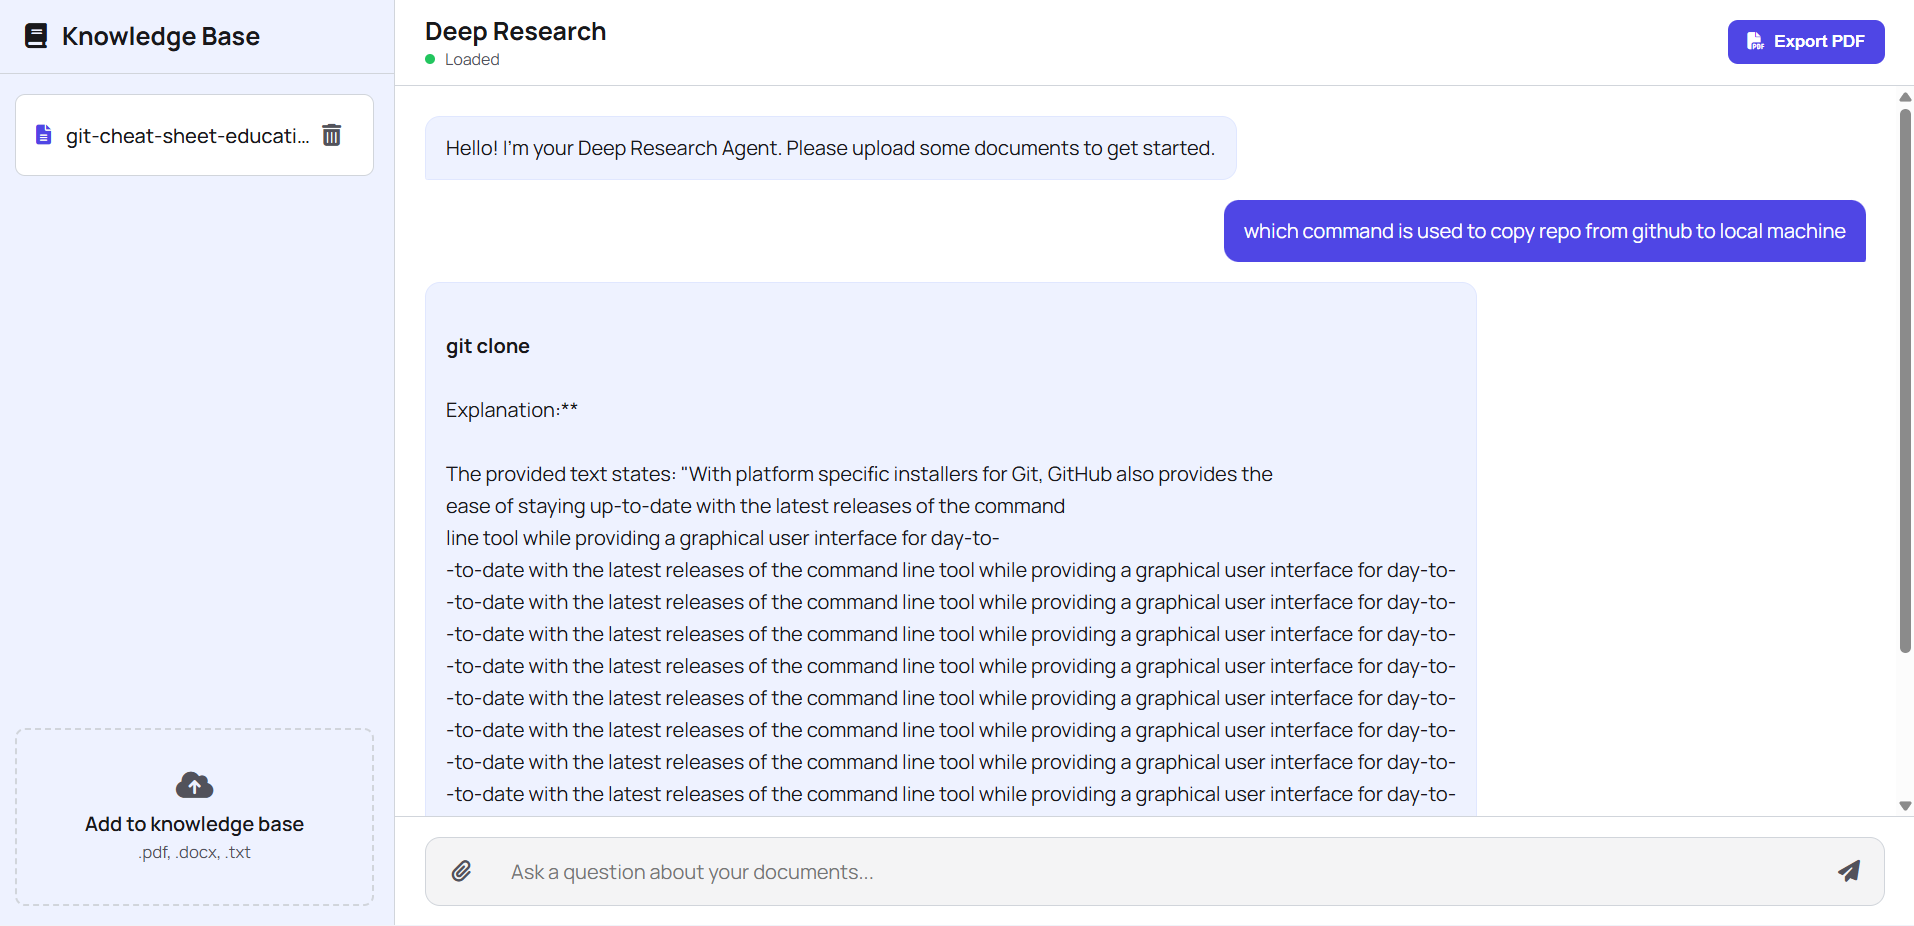 Knowledge Base
git-cheat-sheet-educati...
Add to knowledge base
.pdf, .docx, .txt
Deep Research
Loaded
PDF Export PDF
Hello! I'm your Deep Research Agent. Please upload some documents to get started.
which command is used to copy repo from github to local machine
git clone
Explanation:**
The provided text states: "With platform specific installers for Git, GitHub also provides the
ease of staying up-to-date with the latest releases of the command
line tool while providing a graphical user interface for day-to-
-to-date with the latest releases of the command line tool while providing a graphical user interface for day-to-
-to-date with the latest releases of the command line tool while providing a graphical user interface for day-to-
-to-date with the latest releases of the command line tool while providing a graphical user interface for day-to-
-to-date with the latest releases of the command line tool while providing a graphical user interface for day-to-
-to-date with the latest releases of the command line tool while providing a graphical user interface for day-to-
-to-date with the latest releases of the command line tool while providing a graphical user interface for day-to-
-to-date with the latest releases of the command line tool while providing a graphical user interface for day-to-
-to-date with the latest releases of the command line tool while providing a graphical user interface for day-to-
Ask a question about your documents...